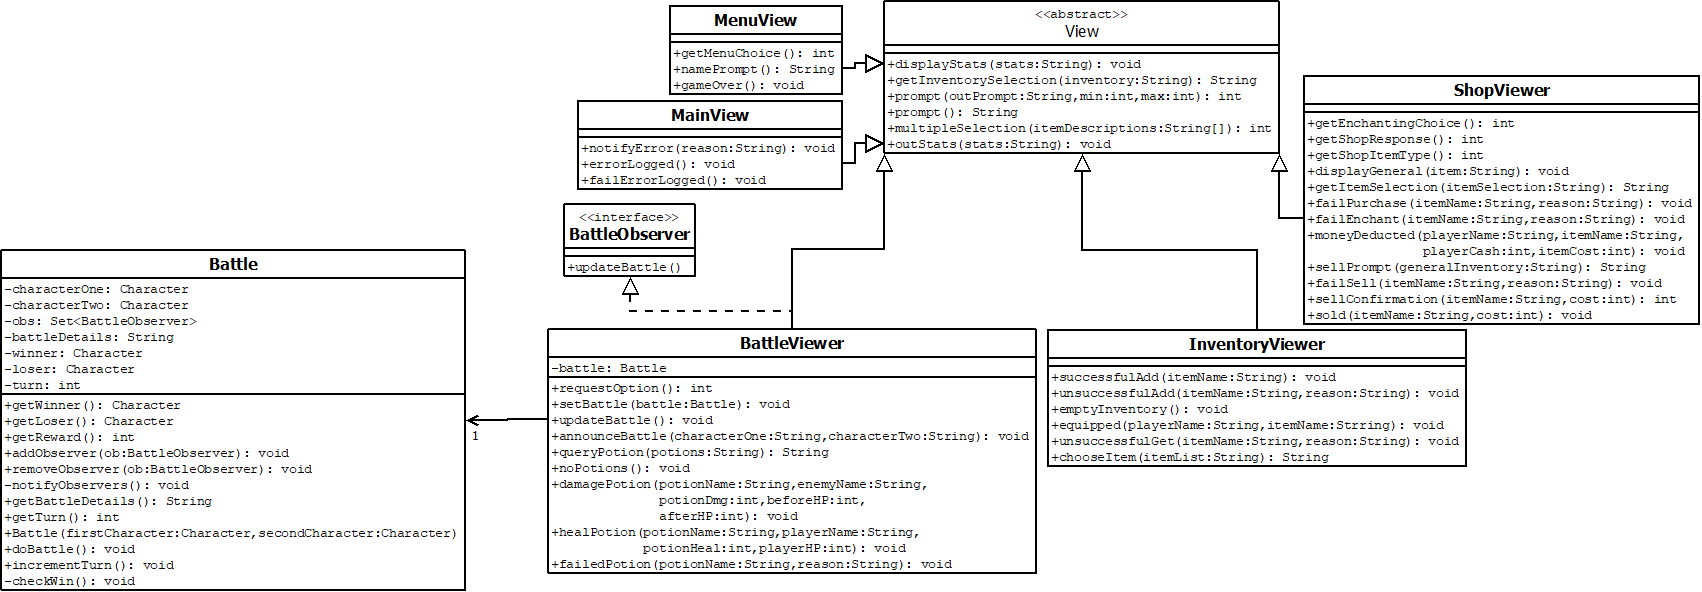 MenuView
+getMenuChoice(): int
+namePrompt(): String
+gameOver(): void
<<abstract>>
View
+displayStats(stats:String): void
+getInventorySelection(inventory:String): String
+prompt(outPrompt:String,min:int,max:int): int
+prompt(): String
+multipleSelection(itemDescriptions:String[]): int
+outStats(stats:String): void
MainView
+notifyError(reason:String): void
+errorLogged(): void
+failErrorLogged(): void
ShopViewer
+getEnchantingChoice(): int
+getShopResponse(): int
+getShopItemType(): int
+displayGeneral(item:String): void
+getItemSelection(itemSelection:String): String
+failPurchase(itemName:String,reason:String): void
+failEnchant(itemName:String,reason:String): void
+moneyDeducted(playerName:String,itemName:String,
playerCash:int,itemCost:int): void
+sellPrompt(generalInventory:String): String
+failSell(itemName:String,reason:String): void
+sellConfirmation(itemName:String,cost:int): int
+sold(itemName:String,cost:int): void
<<interface>>
BattleObserver
+updateBattle()
Battle
-characterOne: Character
-characterTwo: Character
-obs: Set<BattleObserver>
-battleDetails: String
-winner: Character
-loser: Character
-turn: int
+getWinner(): Character
+getLoser(): Character
+getReward(): int
+addObserver(ob:BattleObserver): void
+removeObserver(ob:BattleObserver): void
-notifyObservers(): void
+getBattleDetails(): String
+getTurn(): int
+Battle(firstCharacter:Character,secondCharacter:Character)
+doBattle(): void
+incrementTurn(): void
-checkWin(): void
1
BattleViewer
-battle: Battle
+requestOption(): int
+setBattle(battle:Battle): void
+updateBattle(): void
+announceBattle(characterOne:String,characterTwo:String): void
+queryPotion(potions:String): String
+noPotions(): void
+damagePotion(potionName:String,enemyName:String,
potionDmg:int,beforeHP:int,
afterHP:int): void
+healPotion(potionName:String,playerName:String,
potionHeal:int,playerHP:int): void
+failedPotion(potionName:String,reason:String): void
InventoryViewer
+successfulAdd(itemName:String): void
+unsuccessfulAdd(itemName:String,reason:String): void
+emptyInventory(): void
+equipped(playerName:String,itemName:Strring): void
+unsuccessfulGet(itemName:String,reason:String): void
+chooseItem(itemList:String): String